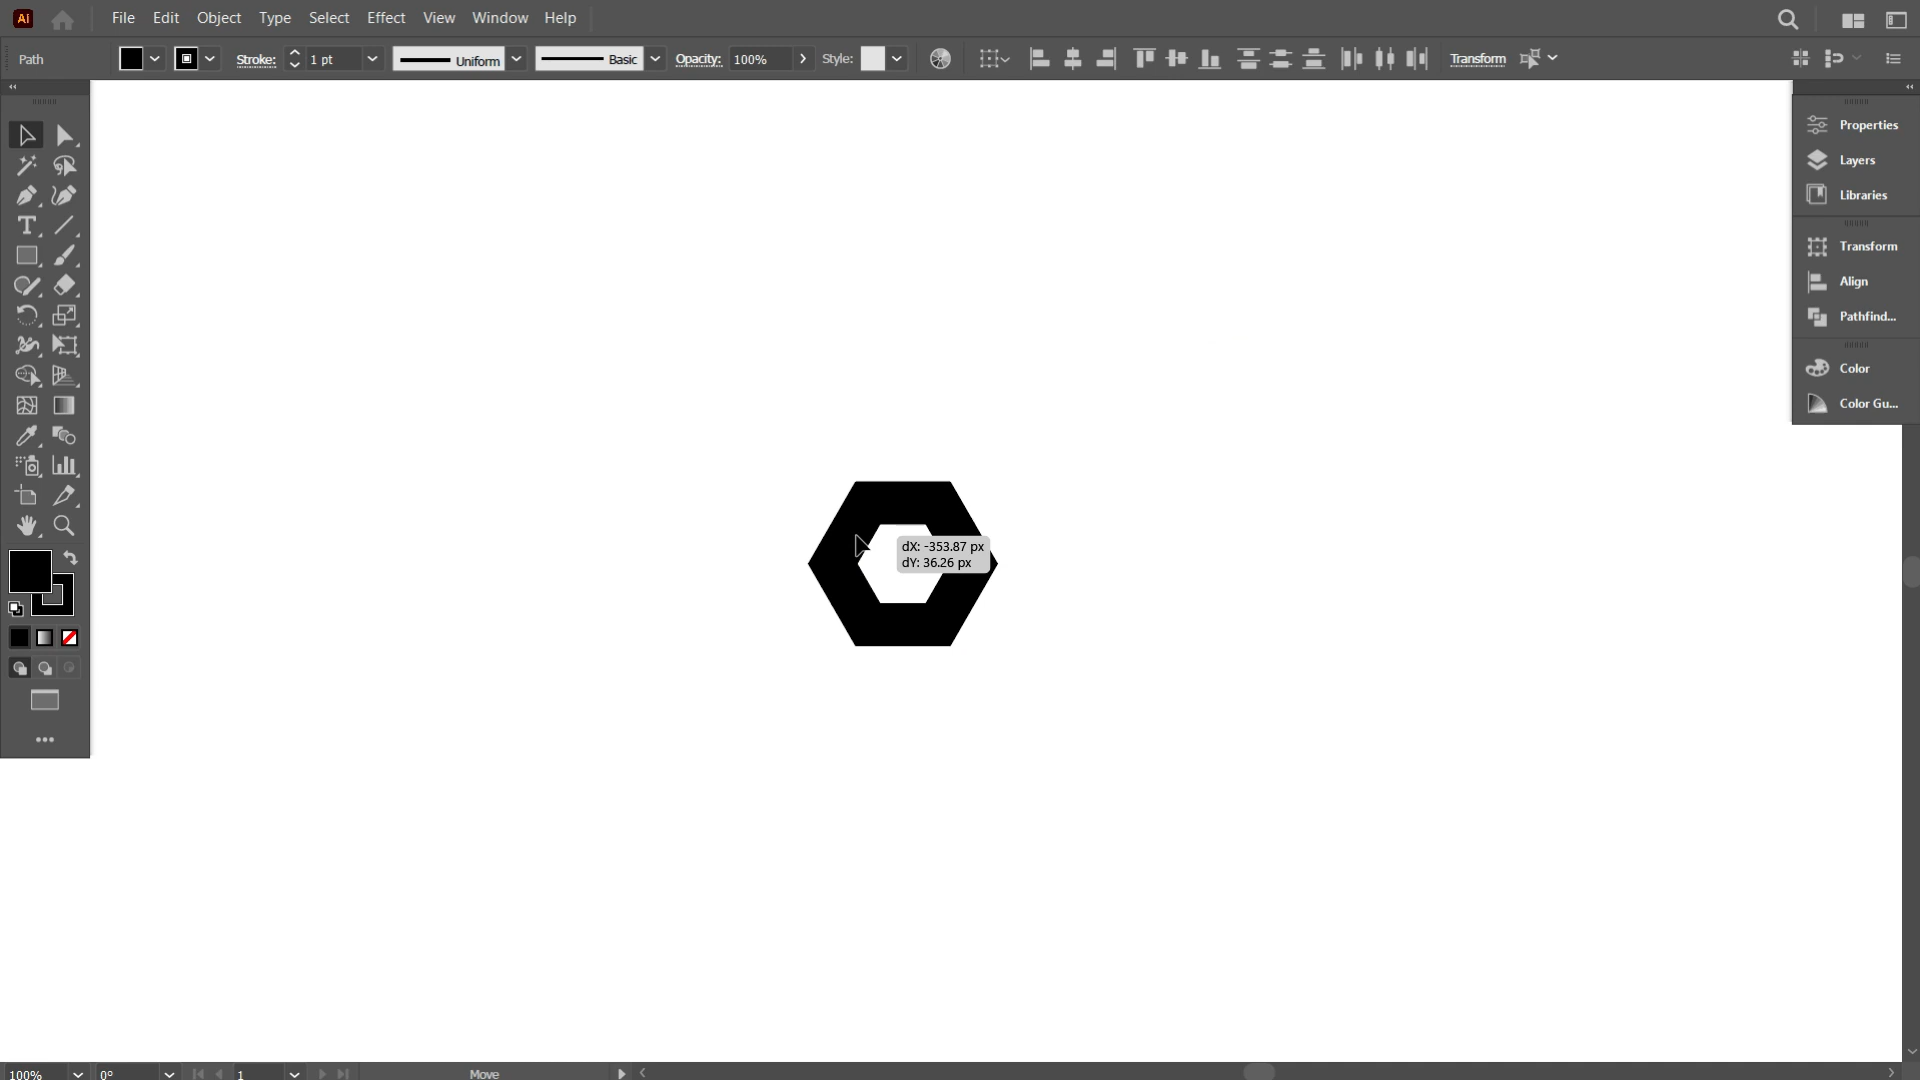 Ai File Edit Object Type Select Effect View Window Help
Path Stroke: 1 pt Uniform Basic Opacity: 100% Style: Transform
Properties
Layers
Libraries
Transform
Align
Pathfind...
Color
Color Gu...
dX: -353.87 px
dY: 36.26 px
100% 0° 1 Move